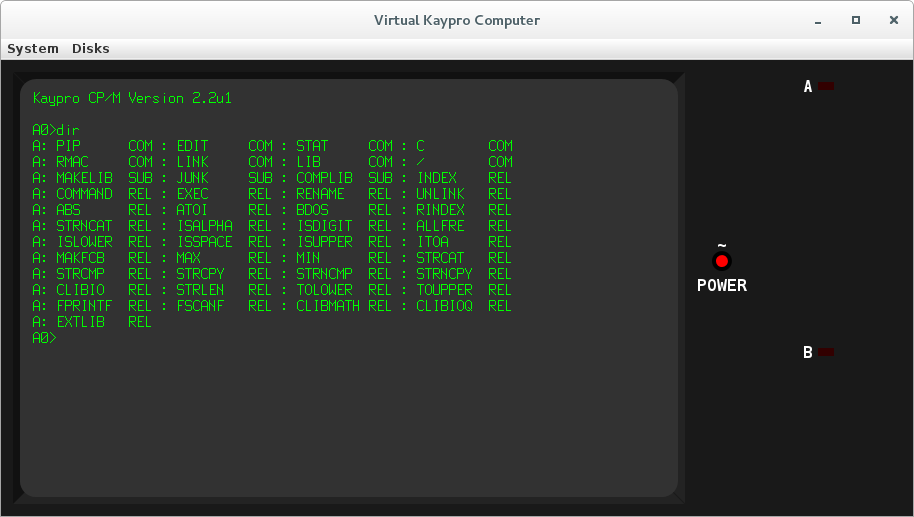 Virtual Kaypro Computer
System Disks
Kaypro CP/M Version 2.2u1
A0>dir
A: PIP      COM : EDIT     COM : STAT     COM : C        COM
A: RMAC     COM : LINK     COM : LIB      COM : /        COM
A: MAKELIB  SUB : JUNK     SUB : COMPLIB  SUB : INDEX    REL
A: COMMAND  REL : EXEC     REL : RENAME   REL : UNLINK   REL
A: ABS      REL : ATOI     REL : BDOS     REL : RINDEX   REL
A: STRNCAT  REL : ISALPHA  REL : ISDIGIT  REL : ALLFRE   REL
A: ISLOWER  REL : ISSPACE  REL : ISUPPER  REL : ITOA     REL
A: MAKFCB   REL : MAX      REL : MIN      REL : STRCAT   REL
A: STRCMP   REL : STRCPY   REL : STRNCMP  REL : STRNCPY  REL
A: CLIBIO   REL : STRLEN   REL : TOLOWER  REL : TOUPPER  REL
A: FPRINTF  REL : FSCANF   REL : CLIBMATH REL : CLIBIOQ  REL
A: EXTLIB   REL
A0>
A
~
POWER
B